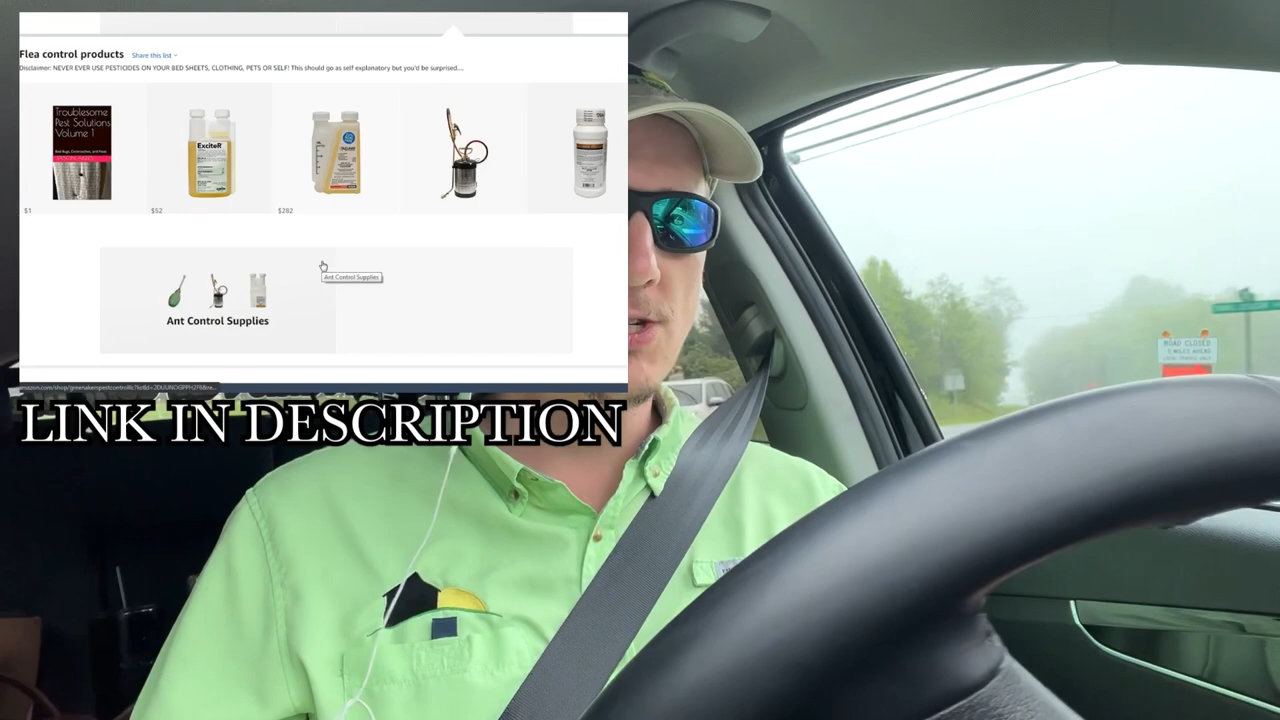 Flea control products Share this list
Disclaimer: NEVER EVER USE PESTICIDES ON YOUR BED SHEETS, CLOTHING, PETS OR SELF! This should go as self explanatory but you'd be surprised....
Troublesome
Pest Solutions
Volume 1
ExciteR
$1
$52
$282
Ant Control Supplies
Ant Control Supplies
LINK IN DESCRIPTION
ROAD CLOSED
MILES AHEAD